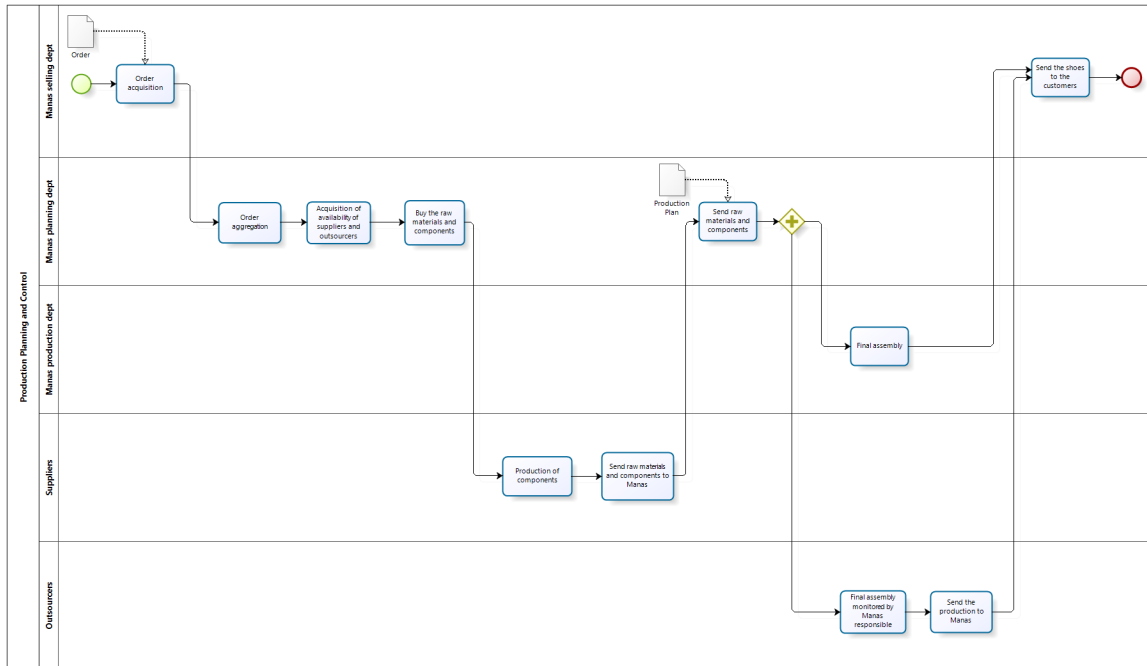 Production Planning and Control
Manas selling dept
Order
Order
acquisition
Send the shoes
to the
customers
Manas planning dept
Order
aggregation
Acquisition of
availability of
suppliers and
outsourcers
Buy the raw
materials and
components
Production
Plan
Send raw
materials and
components
Manas production dept
Final assembly
Suppliers
Production of
components
Send raw materials
and components to
Manas
Outsourcers
Final assembly
monitored by
Manas
responsible
Send the
production to
Manas